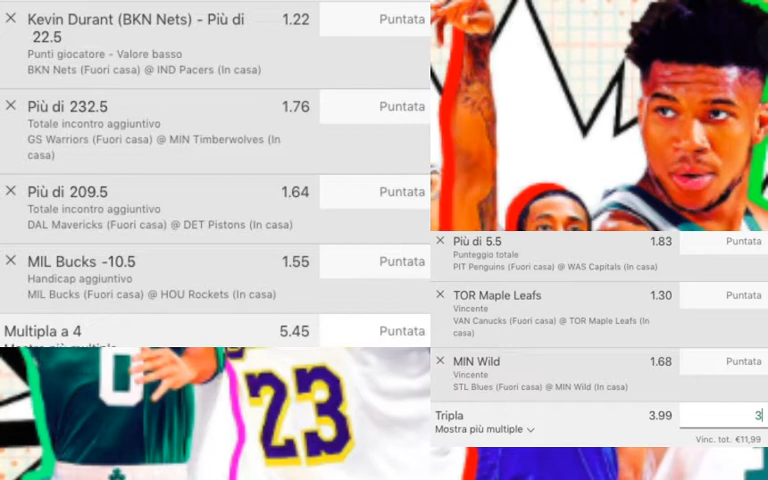 Kevin Durant (BKN Nets) - Più di 1.22 Puntata
22.5
Punti giocatore - Valore basso
BKN Nets (Fuori casa) @ IND Pacers (In casa)
Più di 232.5 1.76 Puntata
Totale incontro aggiuntivo
GS Warriors (Fuori casa) @ MIN Timberwolves (In
casa)
Più di 209.5 1.64 Puntata
Totale incontro aggiuntivo
DAL Mavericks (Fuori casa) @ DET Pistons (In casa)
MIL Bucks -10.5 1.55 Puntata
Handicap aggiuntivo
MIL Bucks (Fuori casa) @ HOU Rockets (In casa)
Multipla a 4 5.45 Puntata
0
23
Più di 5.5 1.83 Puntata
Punteggio totale
PIT Penguins (Fuori casa) @ WAS Capitals (In casa)
TOR Maple Leafs 1.30 Puntata
Vincente
VAN Canucks (Fuori casa) @ TOR Maple Leafs (In
casa)
MIN Wild 1.68 Puntata
Vincente
STL Blues (Fuori casa) @ MIN Wild (In casa)
Tripla 3.99 3
Mostra più multiple
Vinc. tot. €11,99